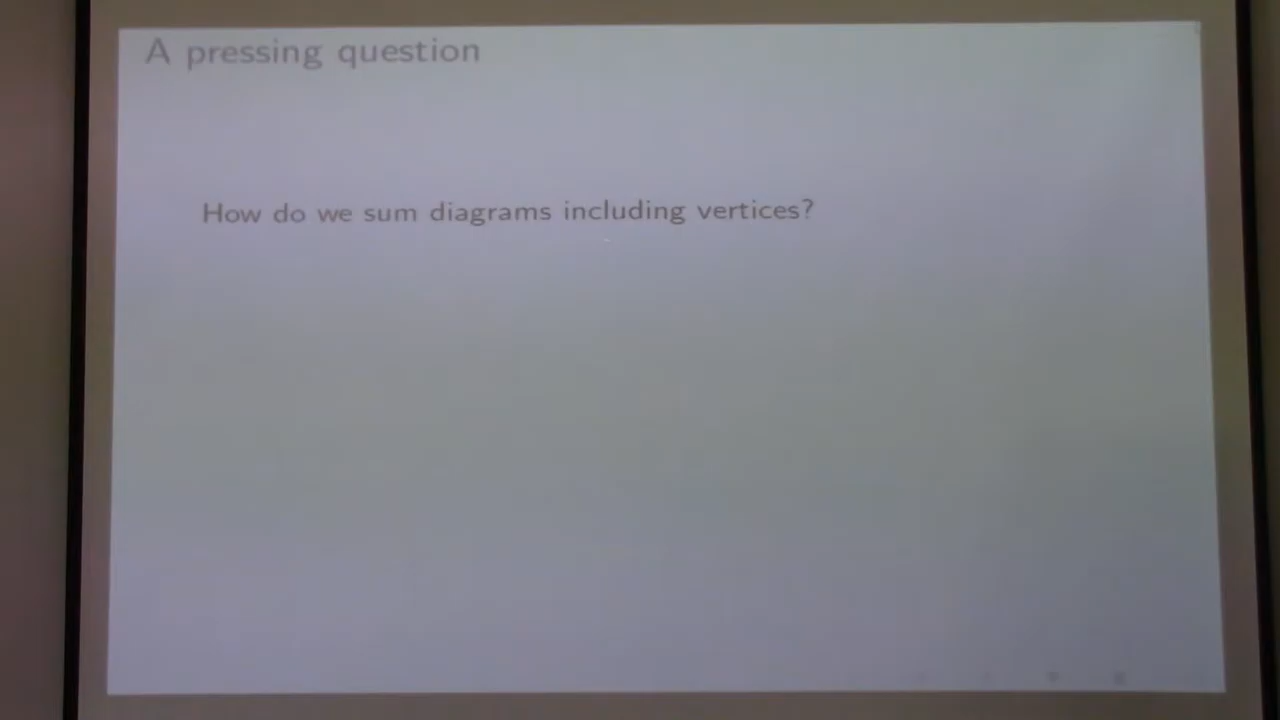 A pressing question
How do we sum diagrams including vertices?